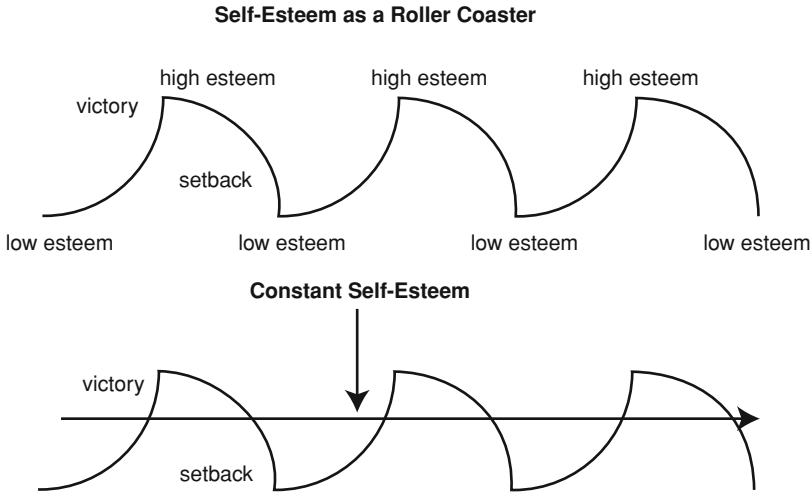 Self-Esteem as a Roller Coaster
high esteem
high esteem
high esteem
victory
setback
low esteem
low esteem
low esteem
low esteem
Constant Self-Esteem
victory
setback